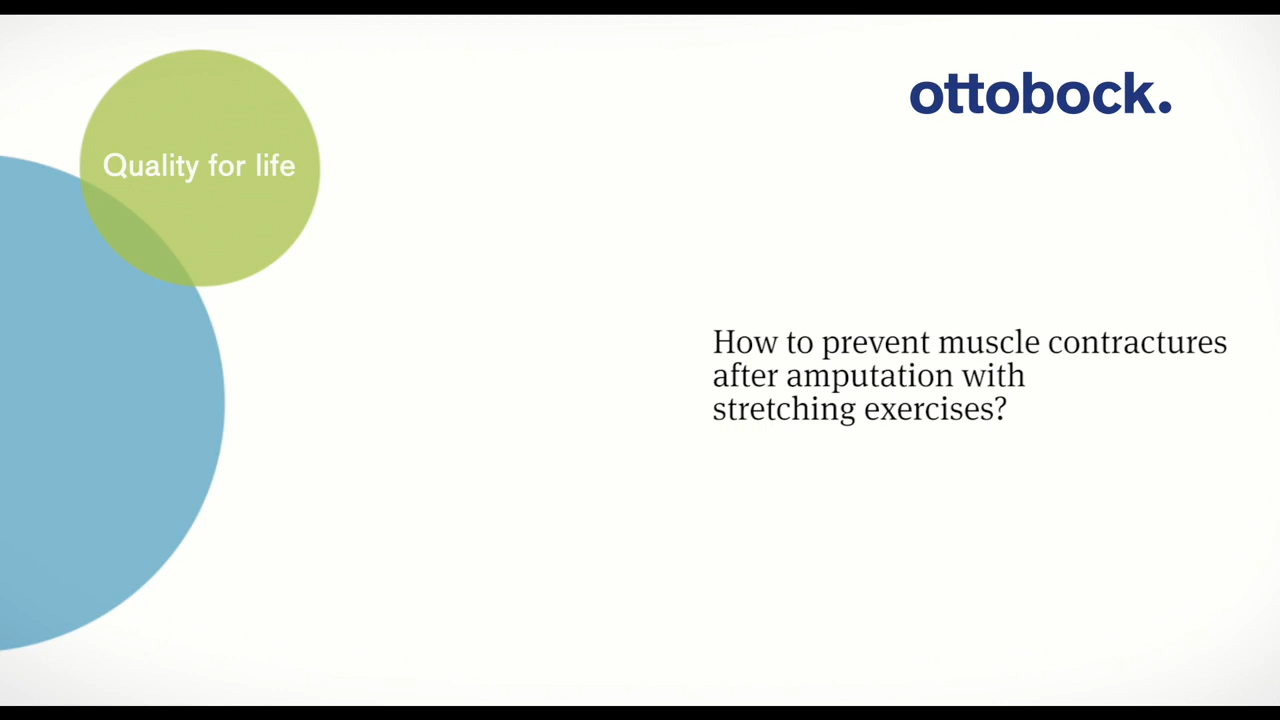 ottobock.
Quality for life
How to prevent muscle contractures
after amputation with
stretching exercises?